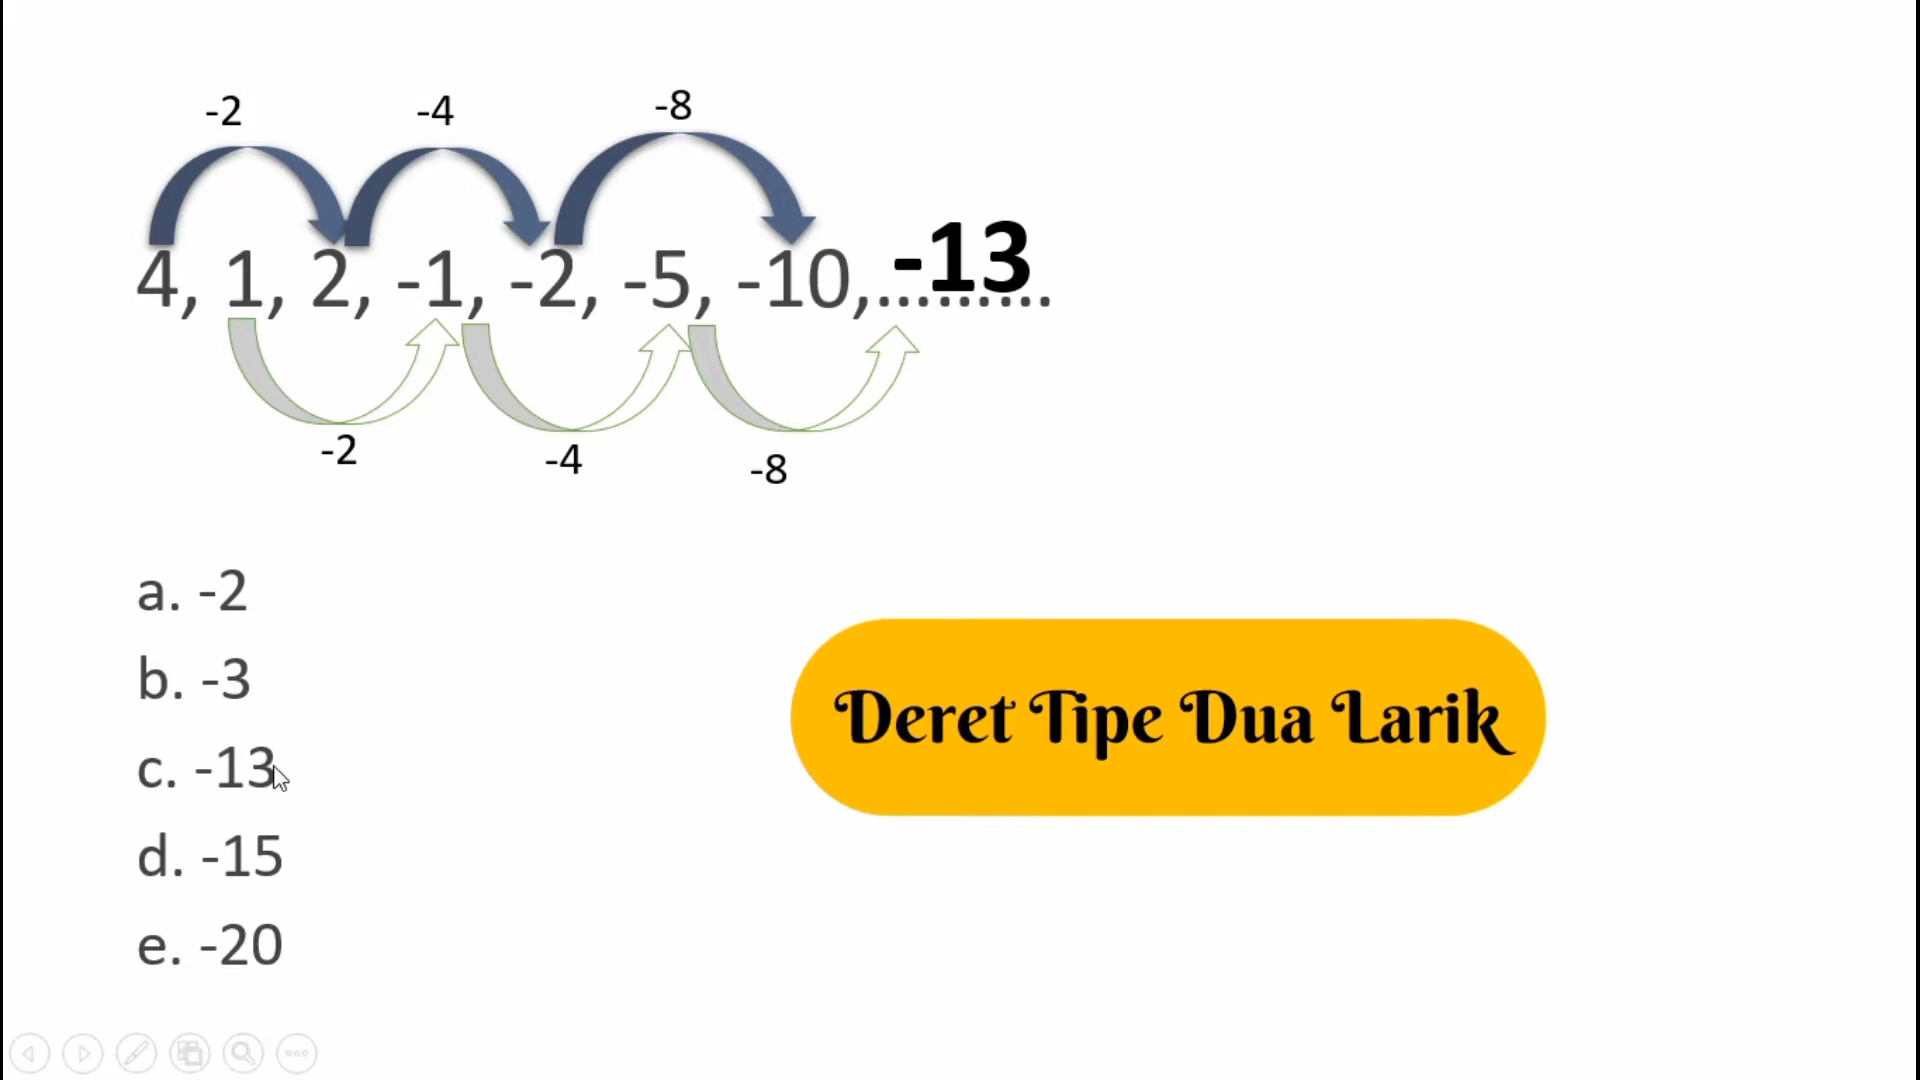 -2 -4 -8
4, 1, 2, -1, -2, -5, -10,......... -13
-2 -4 -8
a. -2
b. -3
c. -13
d. -15
e. -20
Deret Tipe Dua Larik